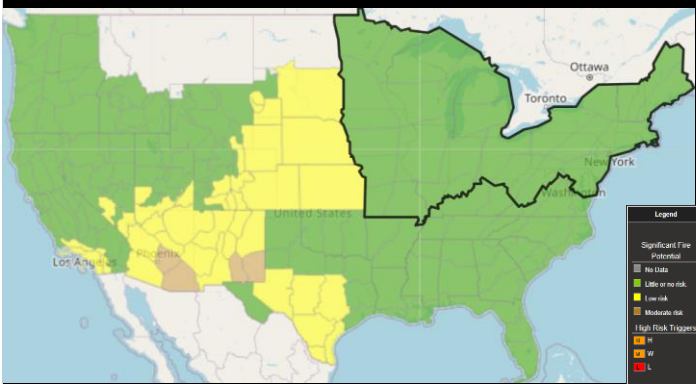 Ottawa
Toronto
New York
Washington
United States
Phoenix
Los Angeles
Legend
Significant Fire
Potential
No Data
Little or no risk
Low risk
Moderate risk
High Risk Triggers
H
W
L